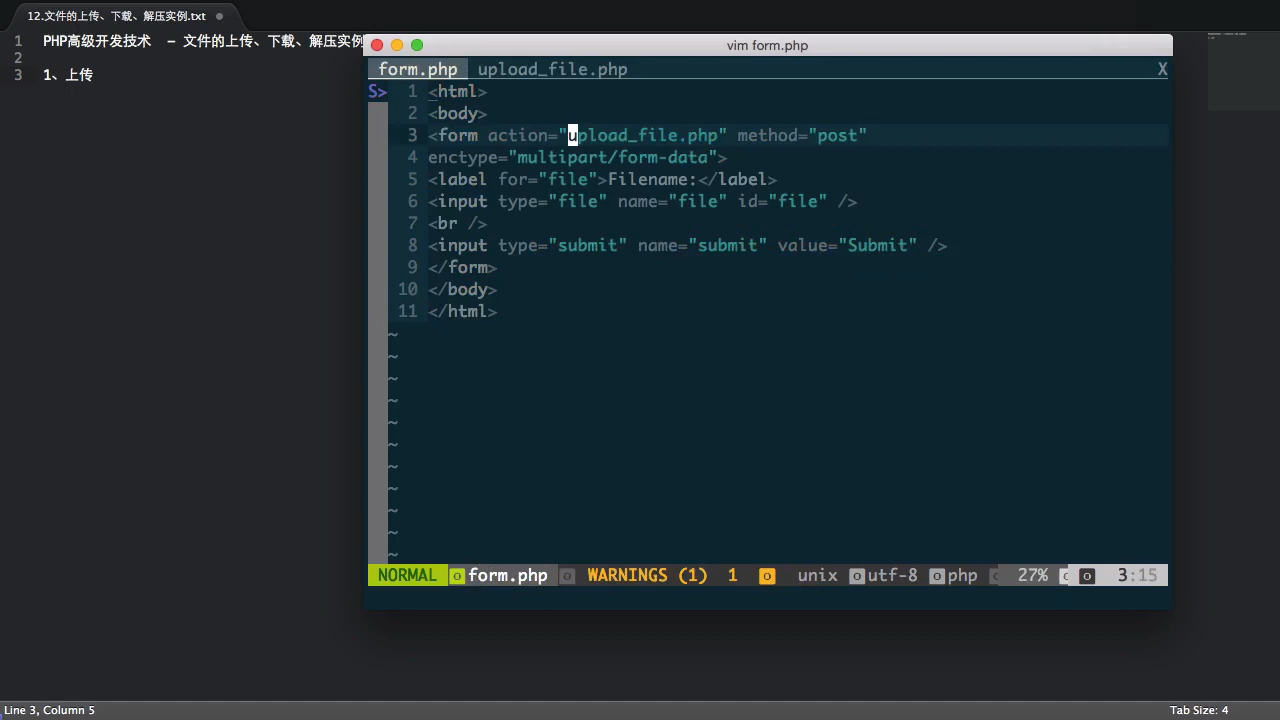 12.文件的上传、下载、解压实例.txt
1 PHP高级开发技术 - 文件的上传、下载、解压实例
2
3 1、上传
vim form.php
form.php upload_file.php X
S> 1 <html>
2 <body>
3 <form action="upload_file.php" method="post"
4 enctype="multipart/form-data">
5 <label for="file">Filename:</label>
6 <input type="file" name="file" id="file" />
7 <br />
8 <input type="submit" name="submit" value="Submit" />
9 </form>
10 </body>
11 </html>
~
~
~
~
~
~
~
~
~
~
~
NORMAL form.php WARNINGS (1) 1 unix utf-8 php 27% 3:15
Line 3, Column 5 Tab Size: 4